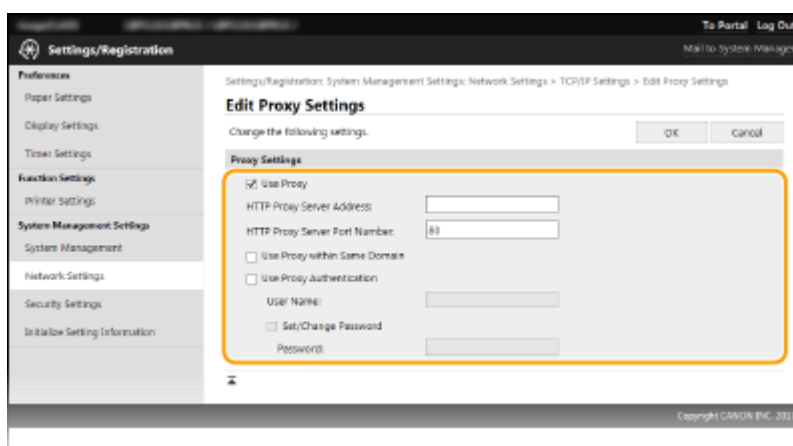 To Portal Log Ou
Settings/Registration
Mail to System Manage
Preferences
Paper Settings
Display Settings
Timer Settings
Function Settings
Printer Settings
System Management Settings
System Management
Network Settings
Security Settings
Initialize Setting Information
Settings/Registration: System Management Settings: Network Settings > TCP/IP Settings > Edit Proxy Settings
Edit Proxy Settings
Change the following settings.
OK
Cancel
Proxy Settings
Use Proxy
HTTP Proxy Server Address:
HTTP Proxy Server Port Number:
80
Use Proxy within Same Domain
Use Proxy Authentication
User Name:
Set/Change Password
Password:
Copyright CANON INC. 201